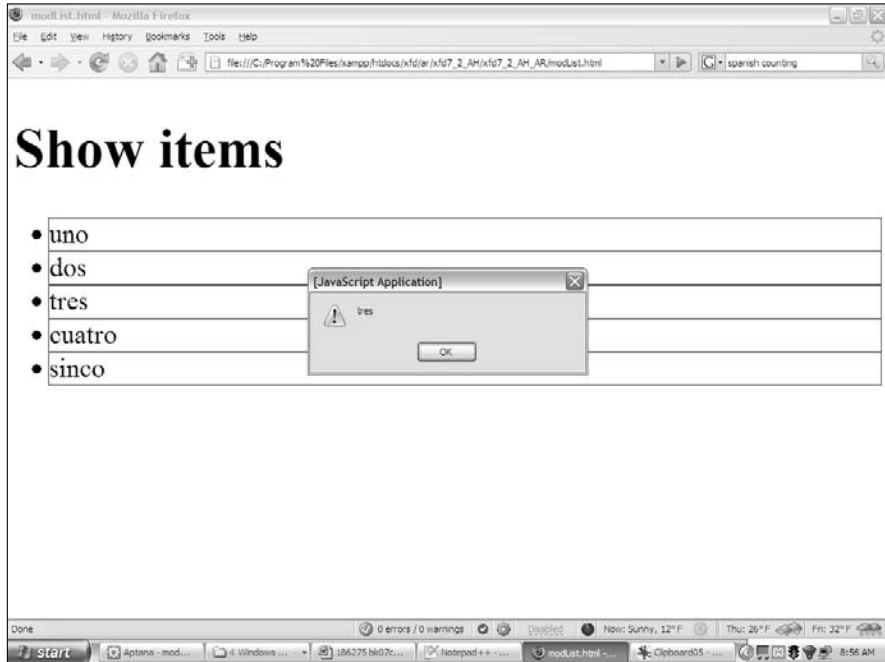 modList.html - Mozilla Firefox
File Edit View History Bookmarks Tools Help
file:///C:/Program%20Files/xampp/htdocs/xfd/ar/xfd7_2_AH/xfd7_2_AH_AR/modList.html
G spanish counting
Show items
uno
dos
tres
cuatro
sinco
[JavaScript Application]
tres
OK
Done
0 errors / 0 warnings
Disabled
Now: Sunny, 12° F
Thu: 26° F
Fri: 32° F
start
Aptana - mod...
4 Windows ...
186275 bk07c...
Notepad++ - ...
modList.html -...
Clipboard05 - ...
8:56 AM